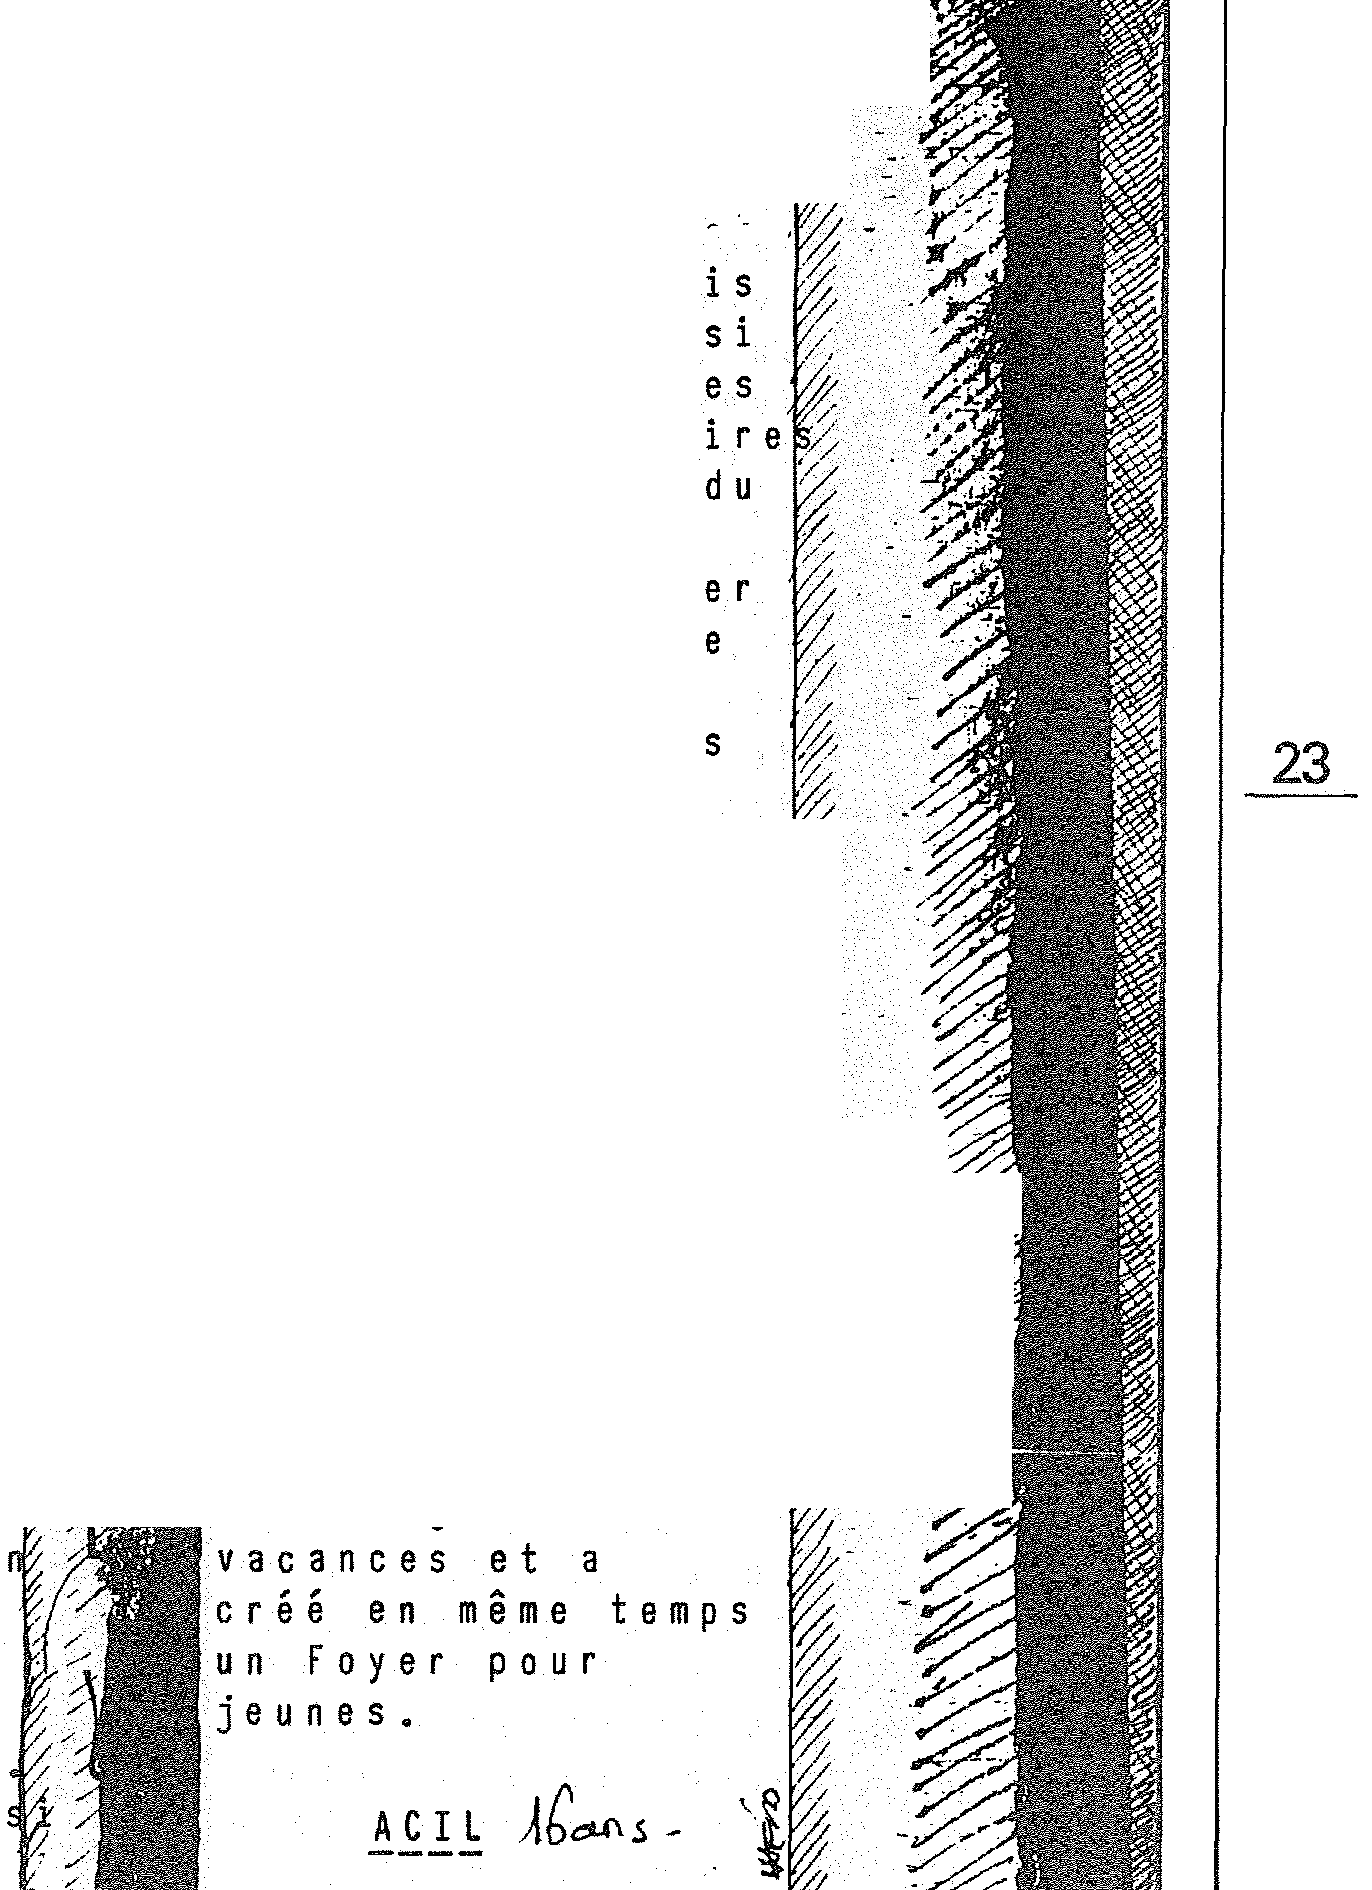 is
si
es
ires
du
er
e
s
23
n
vacances et a
créé en même temps
un Foyer pour
jeunes.
s
ACIL 16ans -